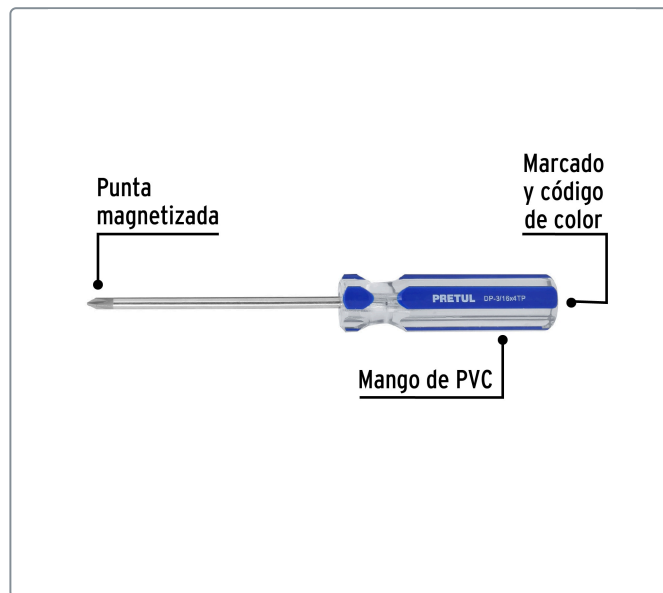 Punta
magnetizada
Marcado
y código
de color
PRETUL DP-3/16x4TP
Mango de PVC